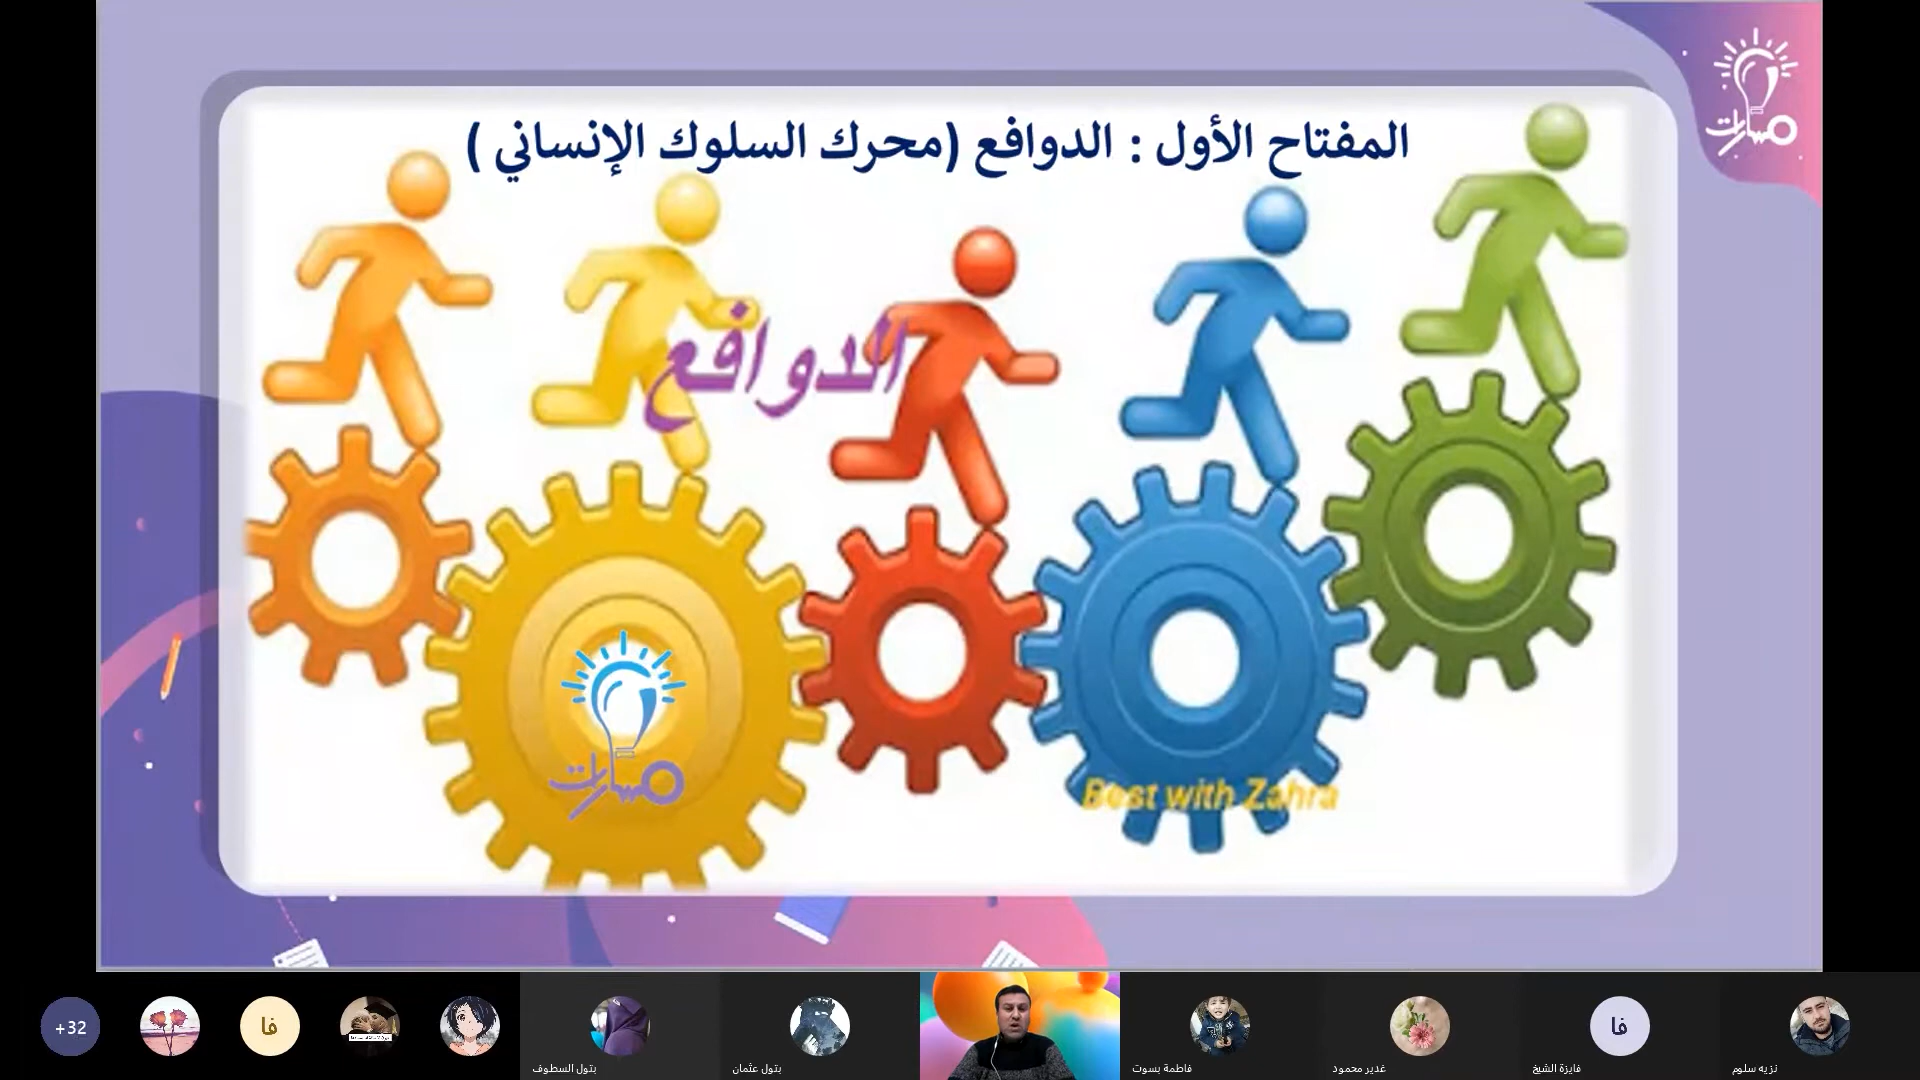 المفتاح الأول : الدوافع (محرك السلوك الإنساني )
مسارات
الدوافع
مسارات
Best with Zahra
+32
فا
بتول السطوف
بتول عثمان
فاطمة بسوت
غدير محمود
فا
فايزة الشيخ
نزيه سلوم